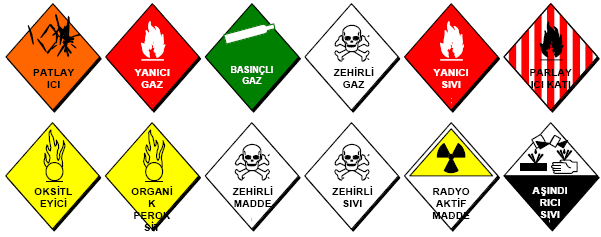 PATLAY
ICI
YANICI
GAZ
BASINÇLI
GAZ
ZEHİRLİ
GAZ
YANICI
SIVI
PARLAY
ICI KATI
OKSİTL
EYİCİ
ORGANİ
K
PEROK
SİT
ZEHİRLİ
MADDE
ZEHİRLİ
SIVI
RADYO
AKTİF
MADDE
AŞINDI
RICI
SIVI